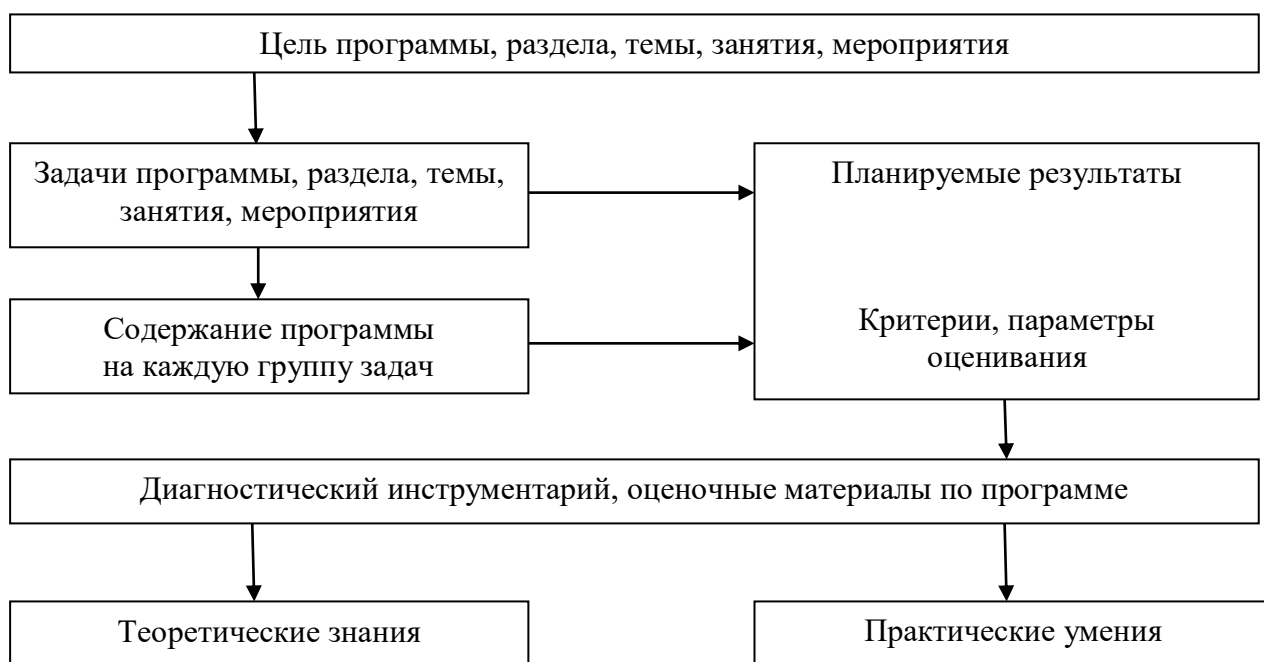 Цель программы, раздела, темы, занятия, мероприятия
Задачи программы, раздела, темы,
занятия, мероприятия
Планируемые результаты
Содержание программы
на каждую группу задач
Критерии, параметры
оценивания
Диагностический инструментарий, оценочные материалы по программе
Теоретические знания
Практические умения